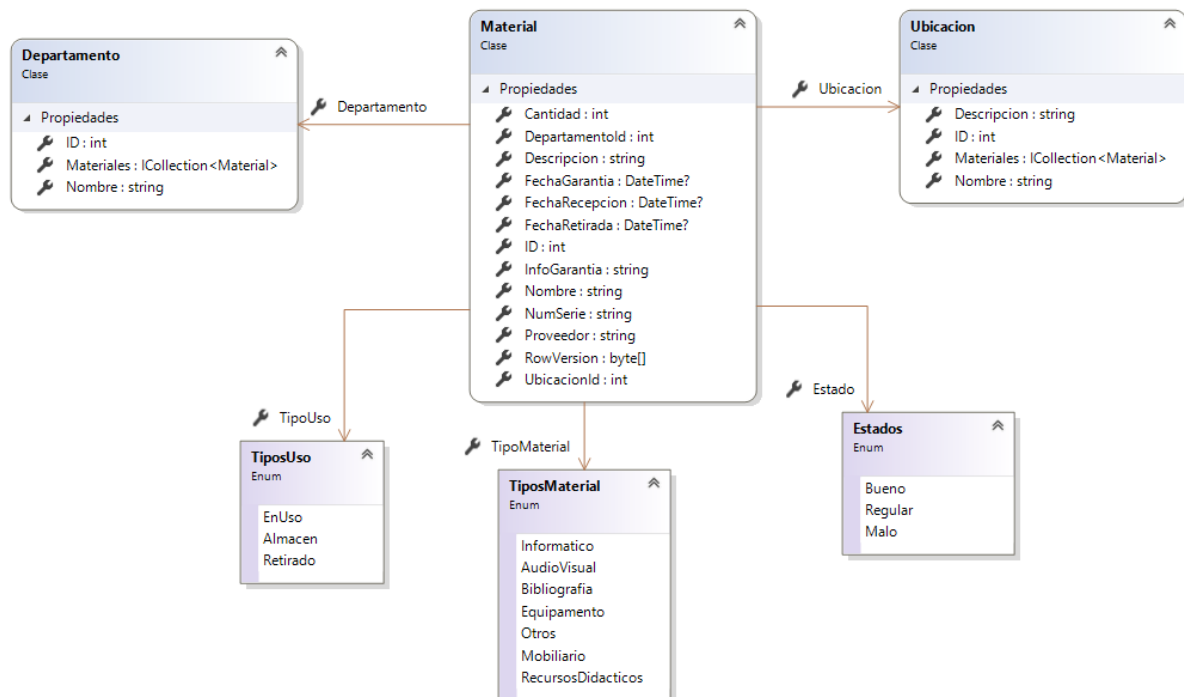 Departamento
Clase
Propiedades
ID : int
Materiales : ICollection<Material>
Nombre : string
Departamento
Material
Clase
Propiedades
Cantidad : int
DepartamentoId : int
Descripcion : string
FechaGarantia : DateTime?
FechaRecepcion : DateTime?
FechaRetirada : DateTime?
ID : int
InfoGarantia : string
Nombre : string
NumSerie : string
Proveedor : string
RowVersion : byte[]
UbicacionId : int
Ubicacion
Ubicacion
Clase
Propiedades
Descripcion : string
ID : int
Materiales : ICollection<Material>
Nombre : string
TipoUso
TiposUso
Enum
EnUso
Almacen
Retirado
TipoMaterial
TiposMaterial
Enum
Informatico
AudioVisual
Bibliografia
Equipamento
Otros
Mobiliario
RecursosDidacticos
Estado
Estados
Enum
Bueno
Regular
Malo